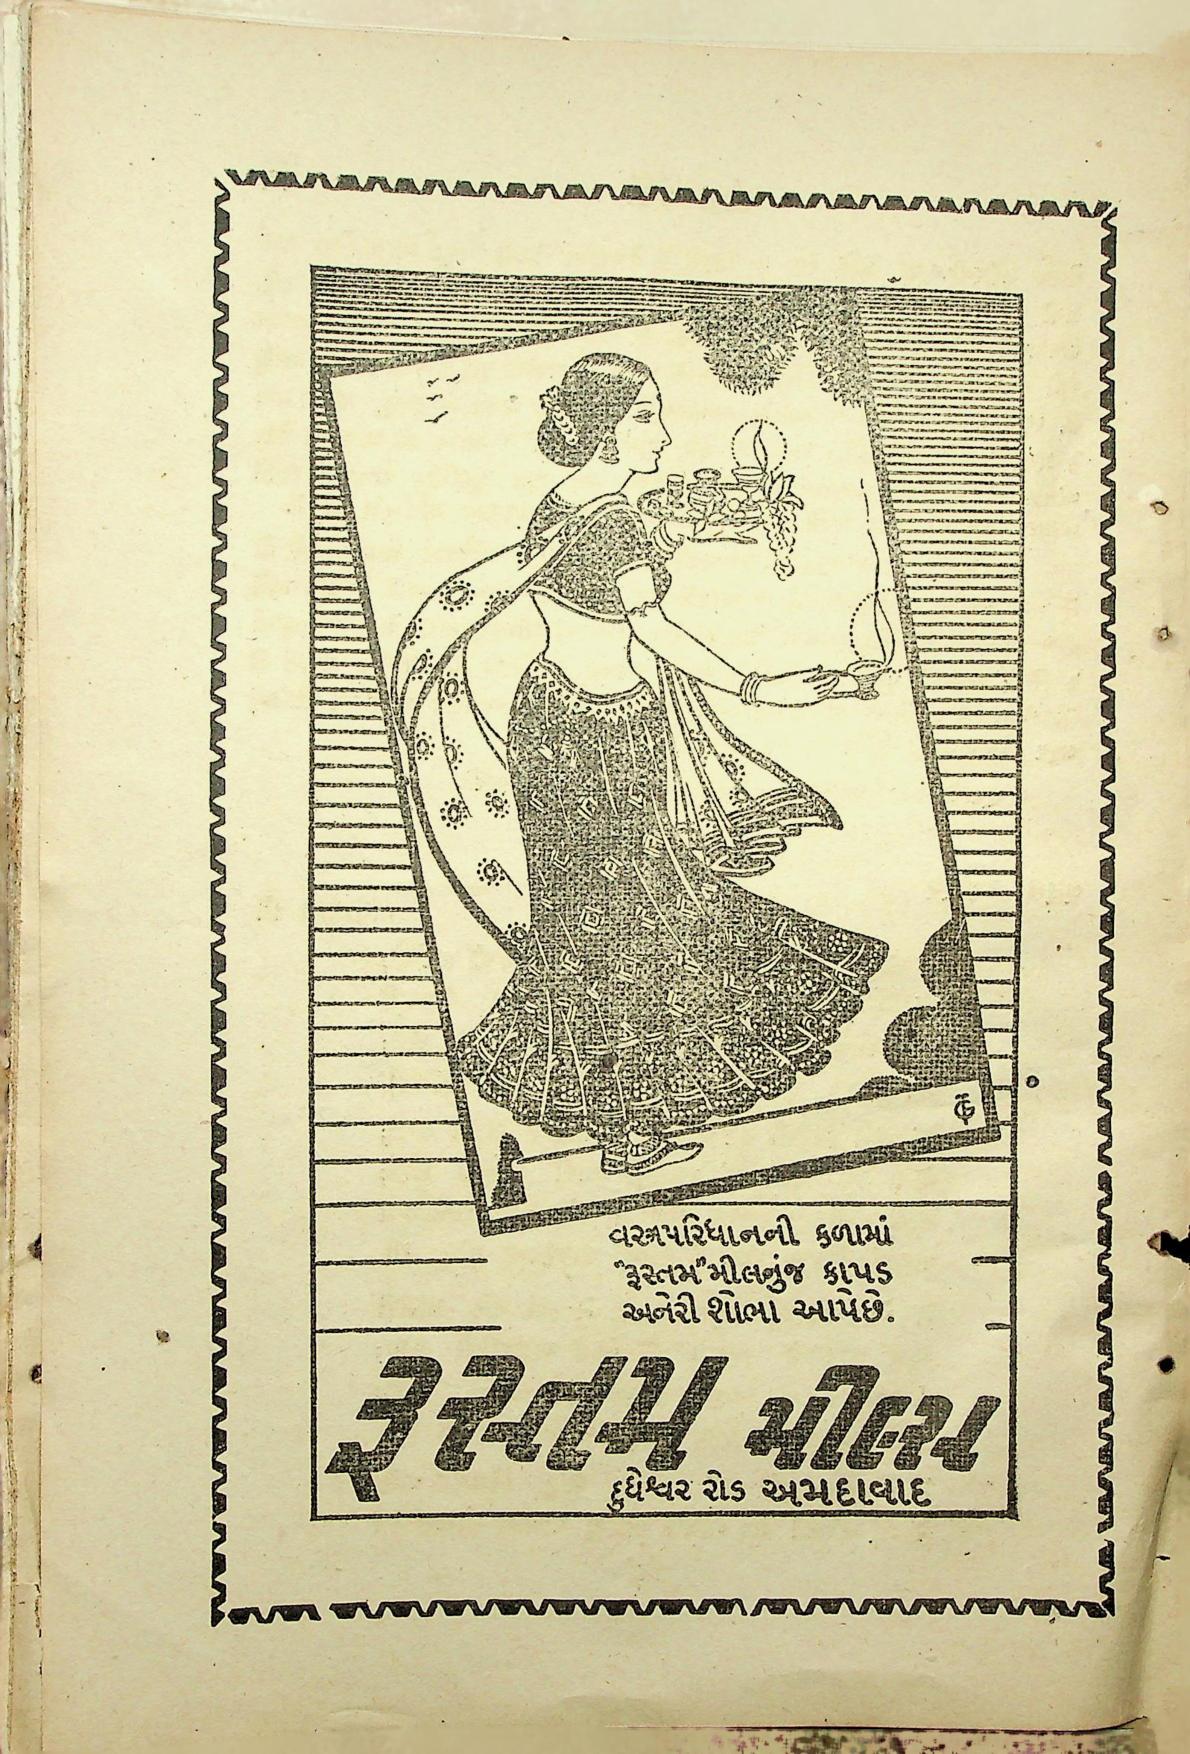 વસ્ત્રપરિધાનની કળામાં
"રૂસ્તમ" મીલનુંજ કાપડ
અનેરી શોભા આપેછે.
રૂસ્તમ મીલ્સ
દુધેશ્વર રોડ અમદાવાદ